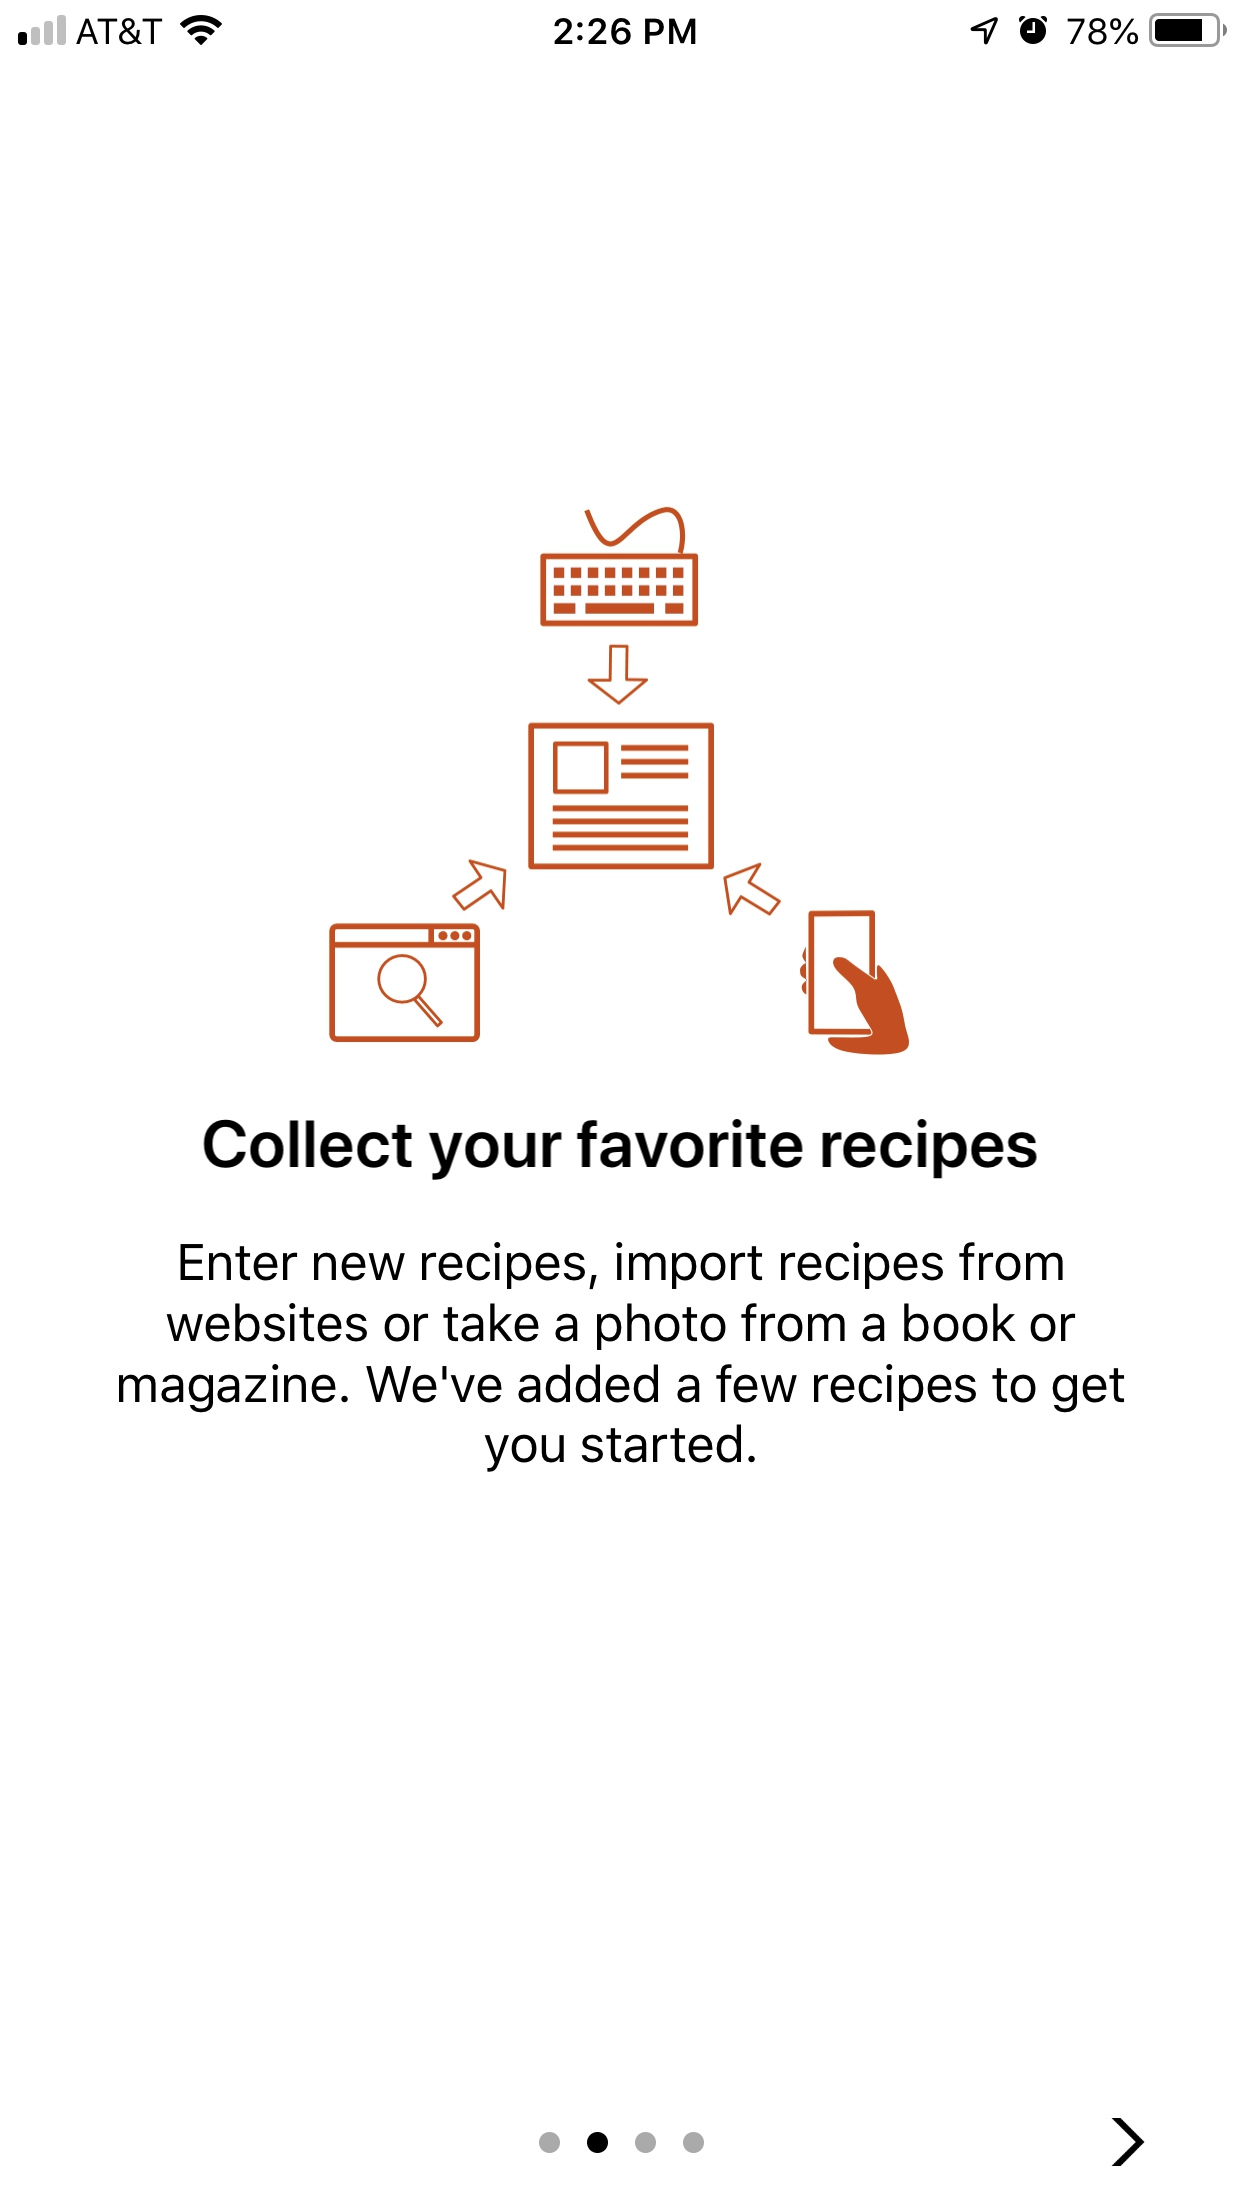 AT&T 2:26 PM 78%
Collect your favorite recipes
Enter new recipes, import recipes from
websites or take a photo from a book or
magazine. We've added a few recipes to get
you started.